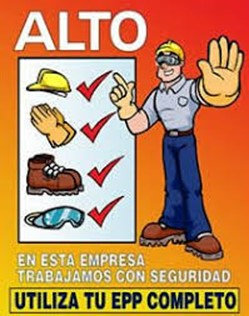 ALTO
EN ESTA EMPRESA
TRABAJAMOS CON SEGURIDAD
UTILIZA TU EPP COMPLETO